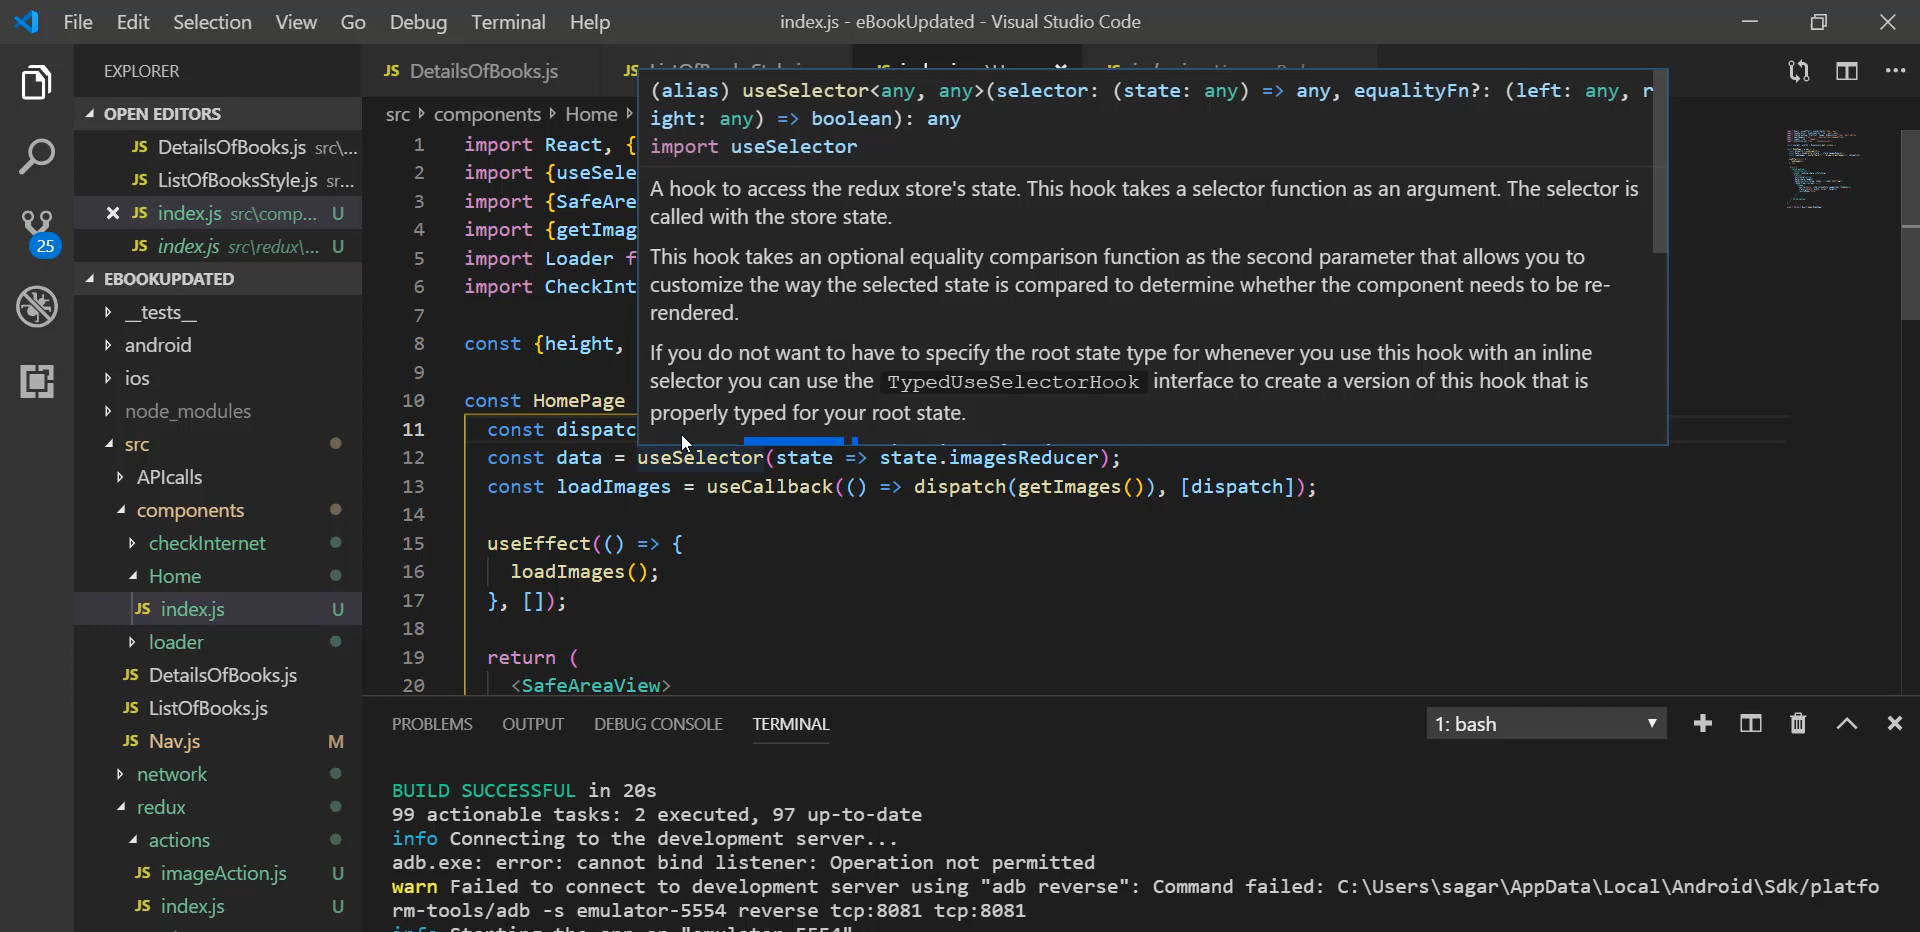 File Edit Selection View Go Debug Terminal Help
index.js - eBookUpdated - Visual Studio Code
EXPLORER
OPEN EDITORS
JS DetailsOfBooks.js src\...
JS ListOfBooksStyle.js sr...
JS index.js src\comp... U
JS index.js src\redux\... U
25
EBOOKUPDATED
__tests__
android
ios
node_modules
src
APIcalls
components
checkInternet
Home
JS index.js U
loader
JS DetailsOfBooks.js
JS ListOfBooks.js
JS Nav.js M
network
redux
actions
JS imageAction.js U
JS index.js U
JS DetailsOfBooks.js
JS
src components Home
1 import React, {
2 import {useSele
3 import {SafeAre
4 import {getImag
5 import Loader f
6 import CheckInt
7
8 const {height,
9
10 const HomePage
11 const dispatc
12 const data = useSelector(state => state.imagesReducer);
13 const loadImages = useCallback(() => dispatch(getImages()), [dispatch]);
14
15 useEffect(() => {
16 loadImages();
17 }, []);
18
19 return (
20 <SafeAreaView>
(alias) useSelector<any, any>(selector: (state: any) => any, equalityFn?: (left: any, r
ight: any) => boolean): any
import useSelector
A hook to access the redux store's state. This hook takes a selector function as an argument. The selector is
called with the store state.
This hook takes an optional equality comparison function as the second parameter that allows you to
customize the way the selected state is compared to determine whether the component needs to be re-
rendered.
If you do not want to have to specify the root state type for whenever you use this hook with an inline
selector you can use the TypedUseSelectorHook interface to create a version of this hook that is
properly typed for your root state.
PROBLEMS OUTPUT DEBUG CONSOLE TERMINAL
1: bash
BUILD SUCCESSFUL in 20s
99 actionable tasks: 2 executed, 97 up-to-date
info Connecting to the development server...
adb.exe: error: cannot bind listener: Operation not permitted
warn Failed to connect to development server using "adb reverse": Command failed: C:\Users\sagar\AppData\Local\Android\Sdk/platfo
rm-tools/adb -s emulator-5554 reverse tcp:8081 tcp:8081